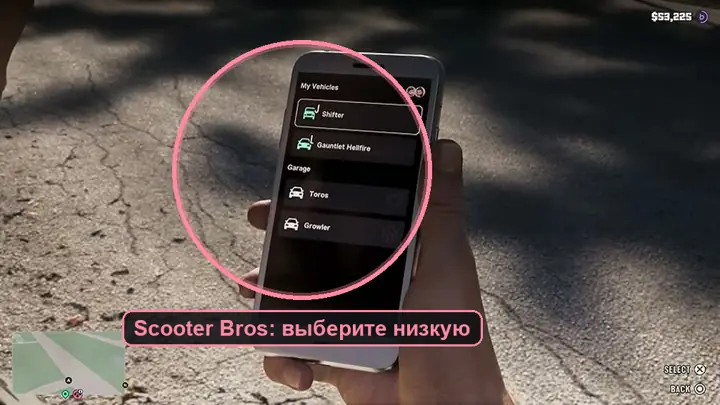 $53,225
My Vehicles
Shifter
Gauntlet Hellfire
Garage
Toros
Growler
Scooter Bros: выберите низкую
SELECT
BACK